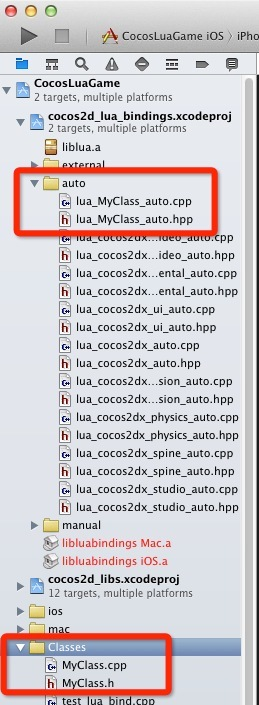 CocosLuaGame iOS
iPho
CocosLuaGame
2 targets, multiple platforms
cocos2d_lua_bindings.xcodeproj
2 targets, multiple platforms
liblua.a
external
auto
lua_MyClass_auto.cpp
lua_MyClass_auto.hpp
lua_cocos2dx...ideo_auto.cpp
lua_cocos2dx...ideo_auto.hpp
lua_cocos2dx...ental_auto.cpp
lua_cocos2dx...ental_auto.hpp
lua_cocos2dx_ui_auto.cpp
lua_cocos2dx_ui_auto.hpp
lua_cocos2dx_auto.cpp
lua_cocos2dx_auto.hpp
lua_cocos2dx...sion_auto.cpp
lua_cocos2dx...sion_auto.hpp
lua_cocos2dx_physics_auto.cpp
lua_cocos2dx_physics_auto.hpp
lua_cocos2dx_spine_auto.cpp
lua_cocos2dx_spine_auto.hpp
lua_cocos2dx_studio_auto.cpp
lua_cocos2dx_studio_auto.hpp
manual
libluabindings Mac.a
libluabindings iOS.a
cocos2d_libs.xcodeproj
12 targets, multiple platforms
ios
mac
Classes
MyClass.cpp
MyClass.h
test_lua_bind.cpp